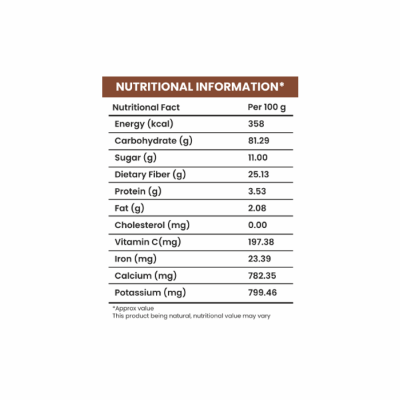 NUTRITIONAL INFORMATION*
Nutritional Fact Per 100 g
Energy (kcal) 358
Carbohydrate (g) 81.29
Sugar (g) 11.00
Dietary Fiber (g) 25.13
Protein (g) 3.53
Fat (g) 2.08
Cholesterol (mg) 0.00
Vitamin C(mg) 197.38
Iron (mg) 23.39
Calcium (mg) 782.35
Potassium (mg) 799.46
*Approx value
This product being natural, nutritional value may vary